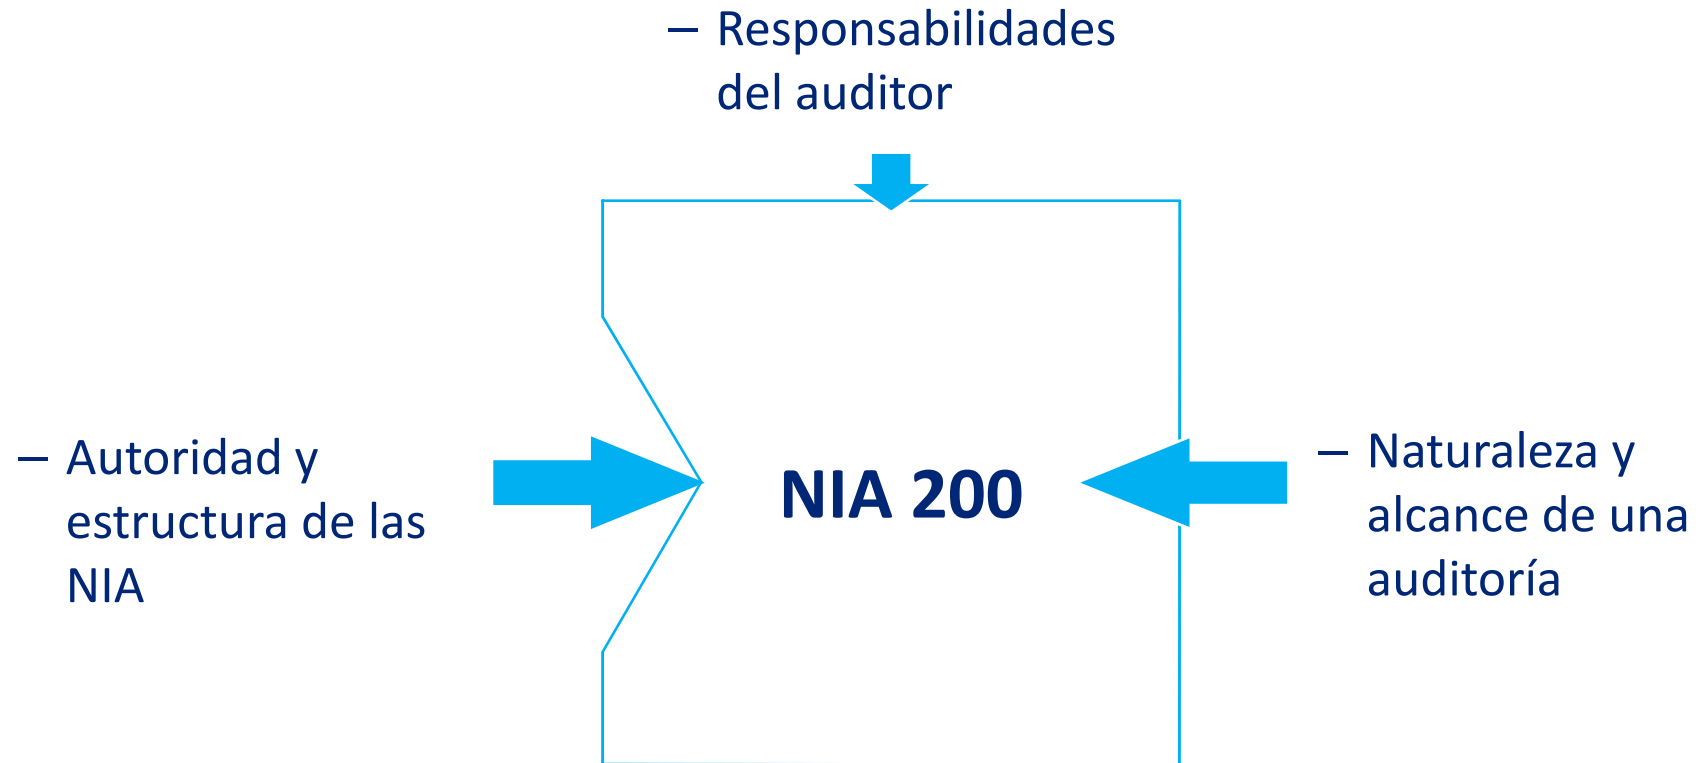 – Responsabilidades
del auditor
– Autoridad y
estructura de las
NIA
NIA 200
– Naturaleza y
alcance de una
auditoría